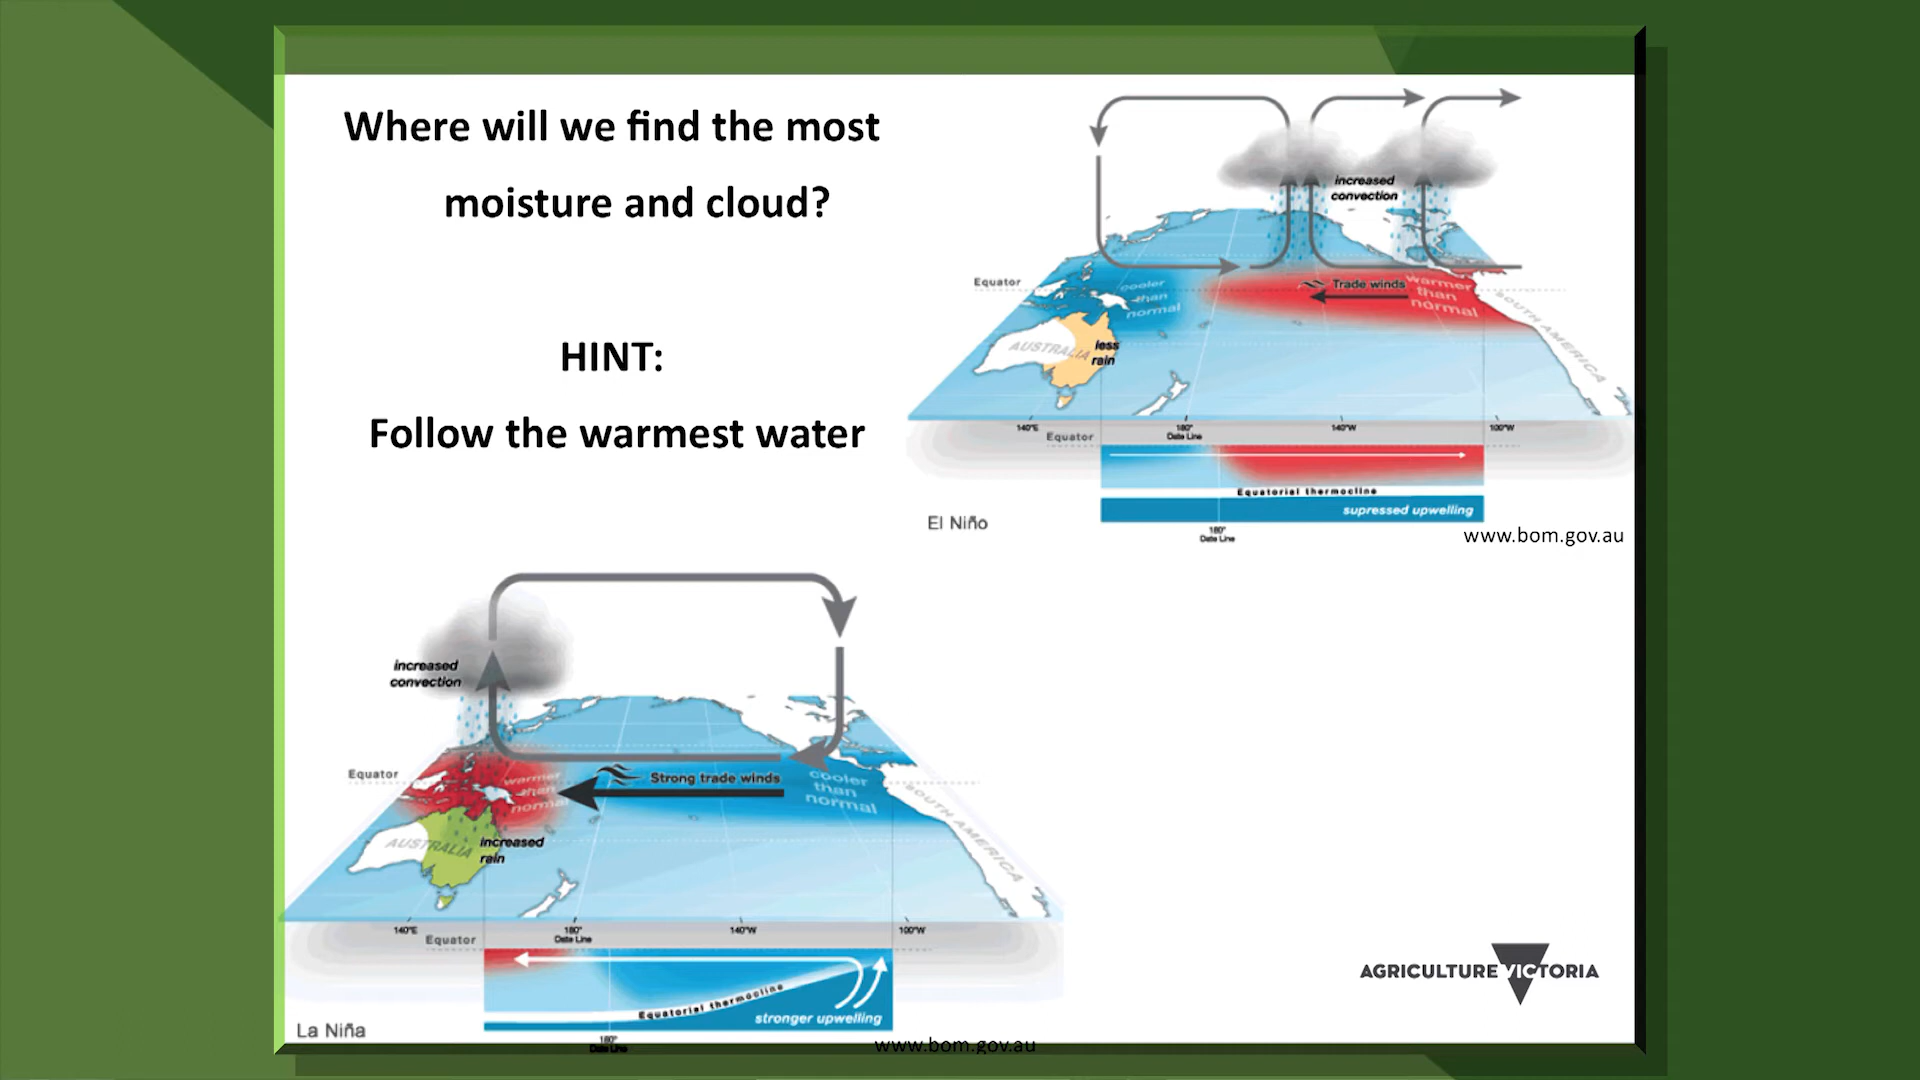 Where will we find the most
moisture and cloud?
HINT:
Follow the warmest water
increased
convection
Equator
cooler
than
normal
Trade winds
warmer
than
normal
SOUTH AMERICA
AUSTRALIA
less
rain
140°E
180°
Date Line
140°W
100°W
Equator
Equatorial thermocline
supressed upwelling
180°
Date Line
El Niño
www.bom.gov.au
increased
convection
Equator
warmer
than
normal
Strong trade winds
cooler
than
normal
SOUTH AMERICA
AUSTRALIA
increased
rain
140°E
180°
Date Line
140°W
100°W
Equator
Equatorial thermocline
stronger upwelling
180°
Date Line
La Niña
www.bom.gov.au
AGRICULTURE VICTORIA